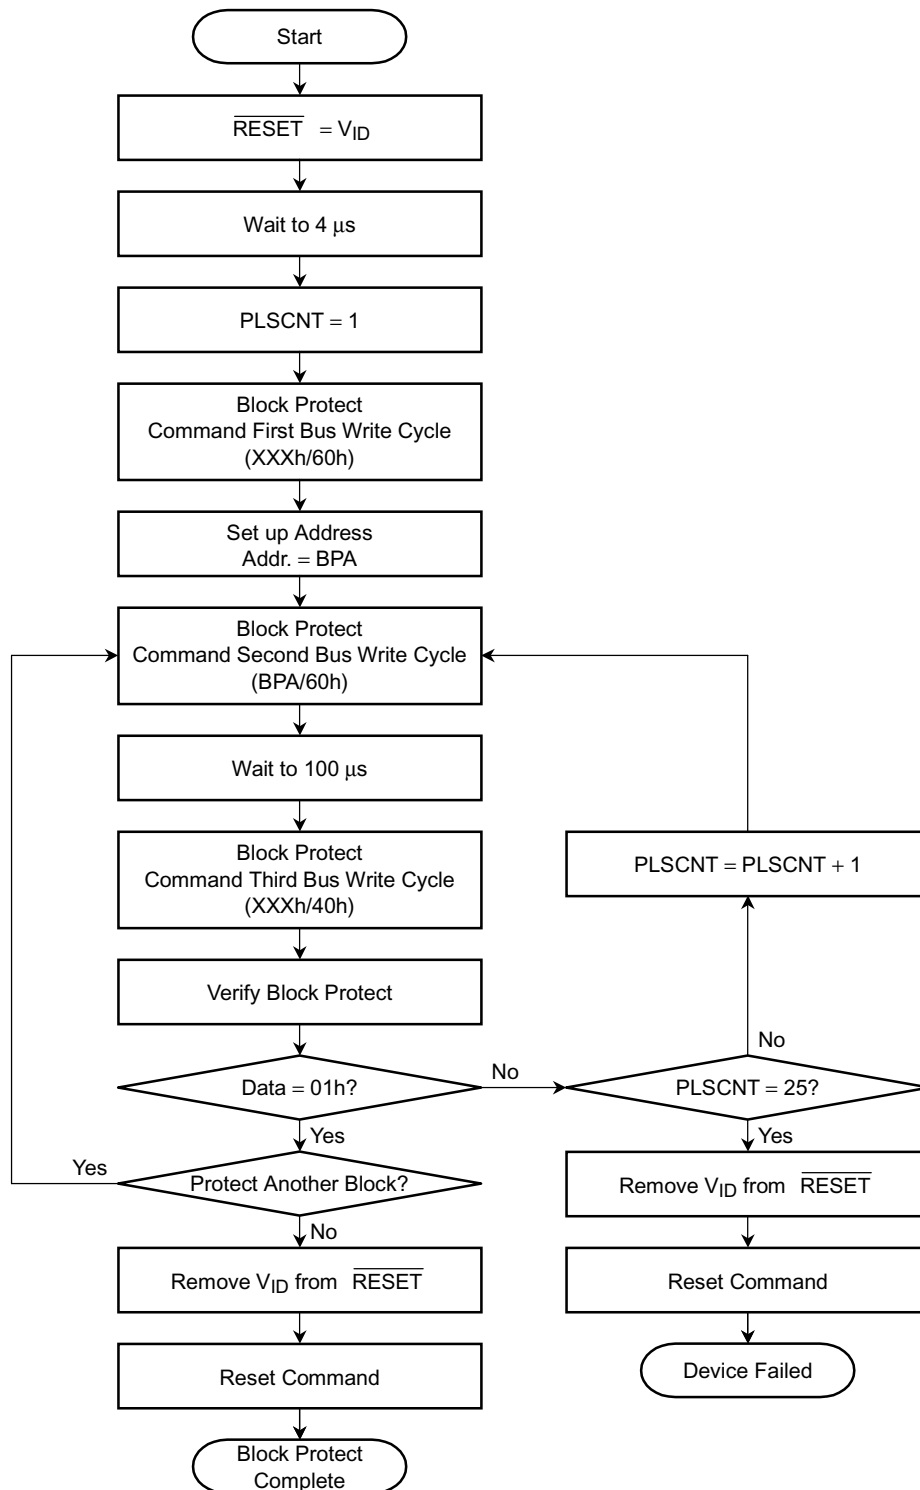 Start
RESET = VID
Wait to 4 μs
PLSCNT = 1
Block Protect
Command First Bus Write Cycle
(XXXh/60h)
Set up Address
Addr. = BPA
Block Protect
Command Second Bus Write Cycle
(BPA/60h)
Wait to 100 μs
Block Protect
Command Third Bus Write Cycle
(XXXh/40h)
PLSCNT = PLSCNT + 1
Verify Block Protect
Data = 01h?
No
PLSCNT = 25?
No
Yes
Yes
Protect Another Block?
Yes
No
Remove VID from RESET
Remove VID from RESET
Reset Command
Reset Command
Device Failed
Block Protect
Complete